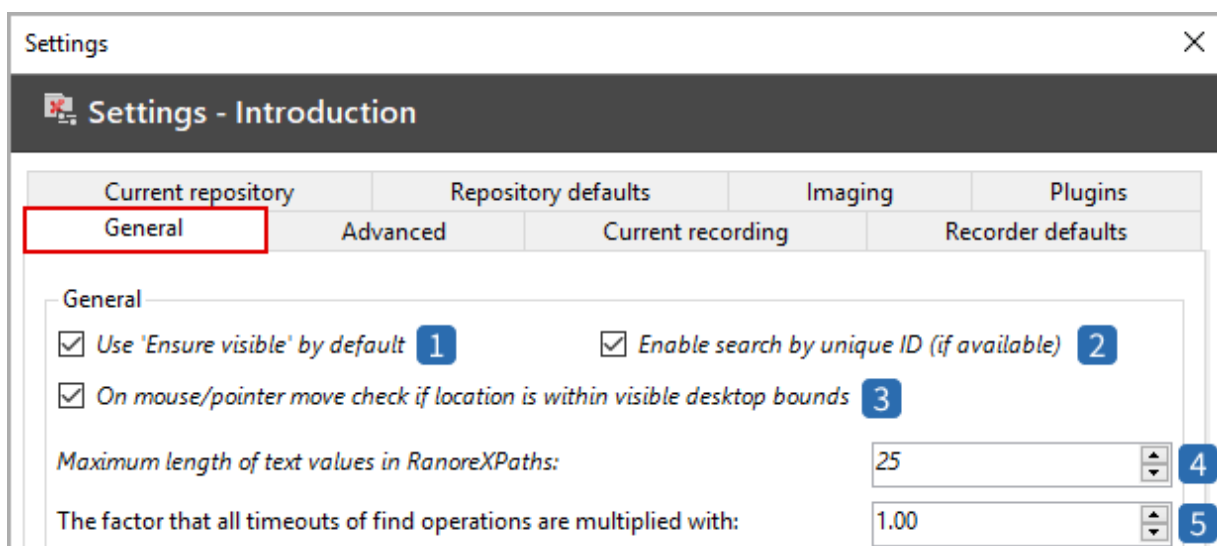 Settings
Settings - Introduction
Current repository Repository defaults Imaging Plugins
General Advanced Current recording Recorder defaults
General
Use 'Ensure visible' by default 1 Enable search by unique ID (if available) 2
On mouse/pointer move check if location is within visible desktop bounds 3
Maximum length of text values in RanoreXPaths: 25 4
The factor that all timeouts of find operations are multiplied with: 1.00 5